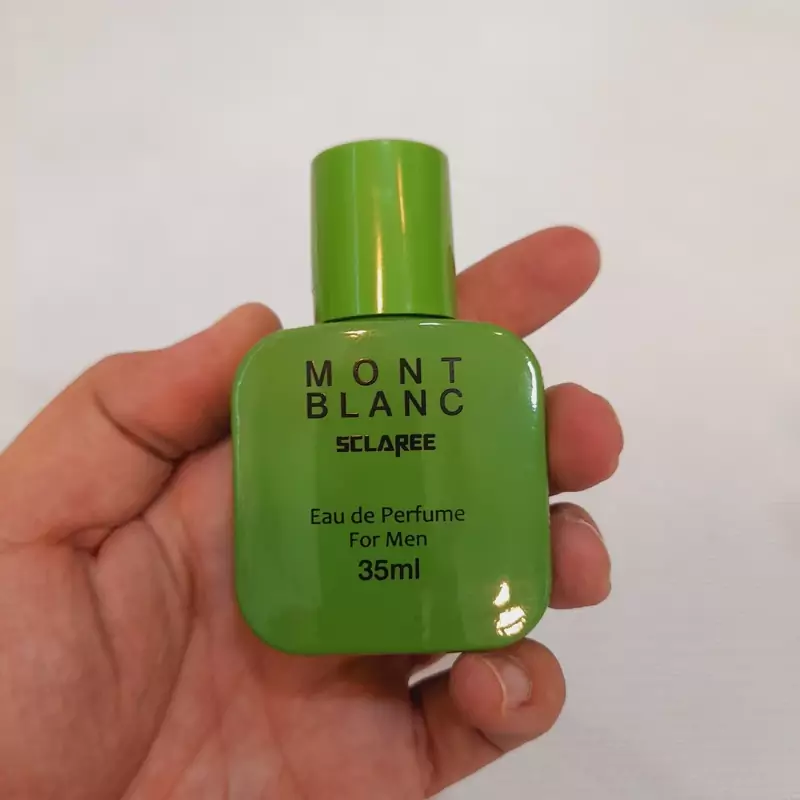 MONT
BLANC
SCLAREE
Eau de Perfume
For Men
35ml